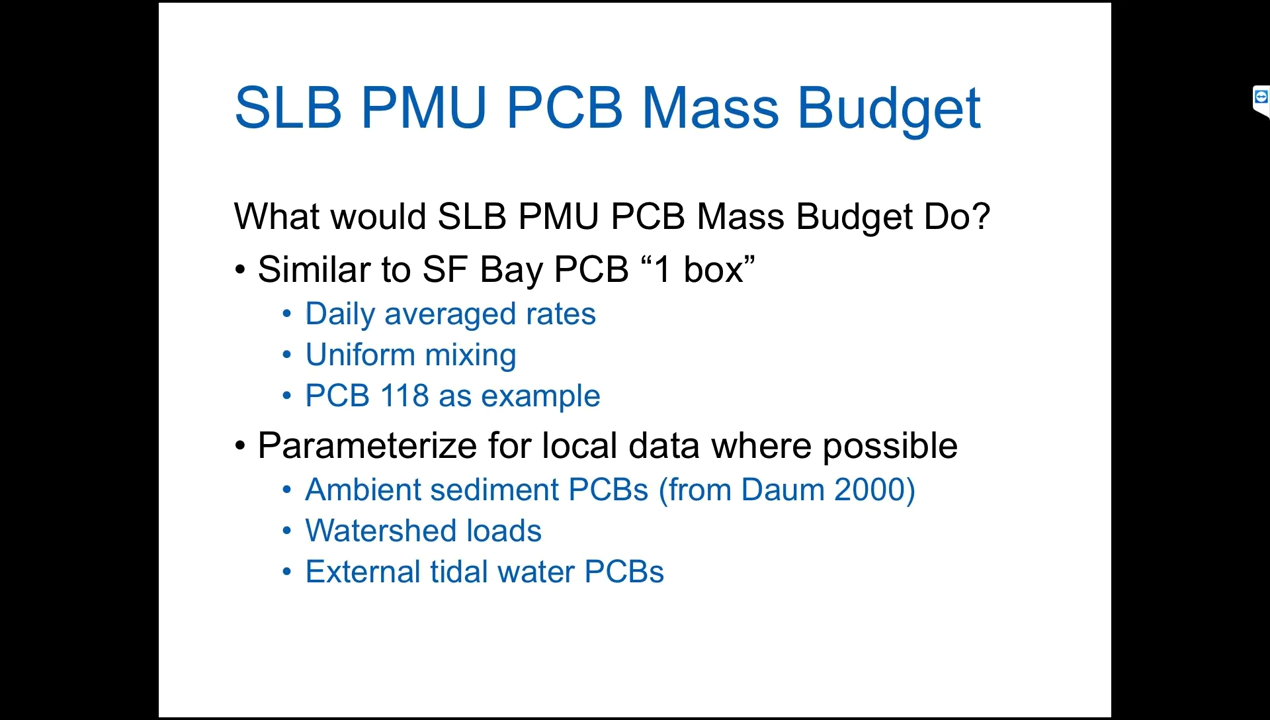 SLB PMU PCB Mass Budget
What would SLB PMU PCB Mass Budget Do?
• Similar to SF Bay PCB “1 box”
• Daily averaged rates
• Uniform mixing
• PCB 118 as example
• Parameterize for local data where possible
• Ambient sediment PCBs (from Daum 2000)
• Watershed loads
• External tidal water PCBs